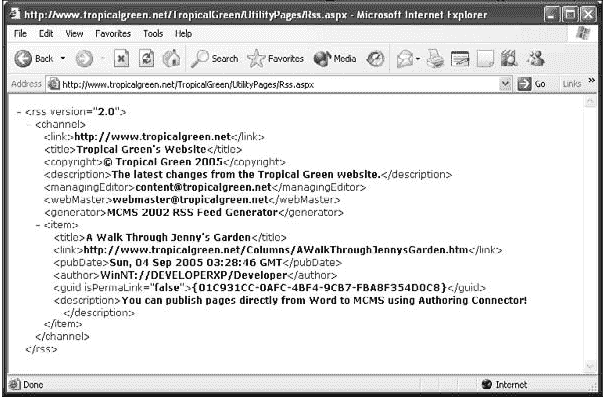 http://www.tropicalgreen.net/TropicalGreen/UtilityPages/Rss.aspx - Microsoft Internet Explorer
File Edit View Favorites Tools Help
Back Search Favorites Media
Address http://www.tropicalgreen.net/TropicalGreen/UtilityPages/Rss.aspx Go Links »
- <rss version="2.0">
- <channel>
<link>http://www.tropicalgreen.net</link>
<title>Tropical Green's Website</title>
<copyright>© Tropical Green 2005</copyright>
<description>The latest changes from the Tropical Green website.</description>
<managingEditor>content@tropicalgreen.net</managingEditor>
<webMaster>webmaster@tropicalgreen.net</webMaster>
<generator>MCMS 2002 RSS Feed Generator</generator>
- <item>
<title>A Walk Through Jenny's Garden</title>
<link>http://www.tropicalgreen.net/Columns/AWalkThroughJennysGarden.htm</link>
<pubDate>Sun, 04 Sep 2005 03:28:46 GMT</pubDate>
<author>WinNT://DEVELOPERXP/Developer</author>
<guid isPermaLink="false">{01C931CC-0AFC-4BF4-9CB7-FBA8F354D0C8}</guid>
<description>You can publish pages directly from Word to MCMS using Authoring Connector!
</description>
</item>
</channel>
</rss>
Done Internet